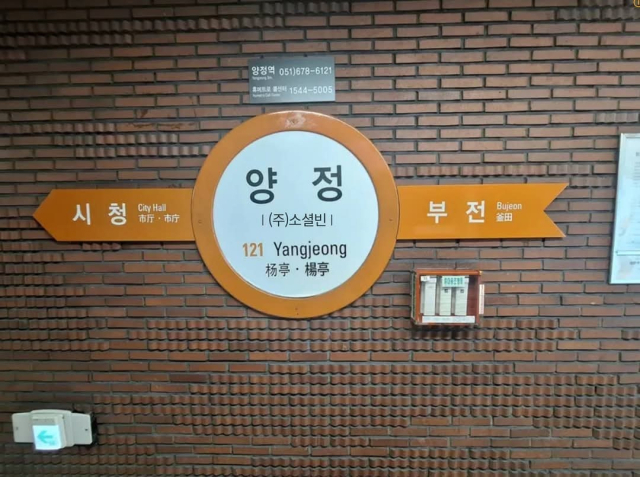 양정역 051)678-6121
1544-5005
시청 City Hall
市厅·市庁
양정
(주)소셜빈
121 Yangjeong
杨亭·楊亭
부전 Bujeon
釜田